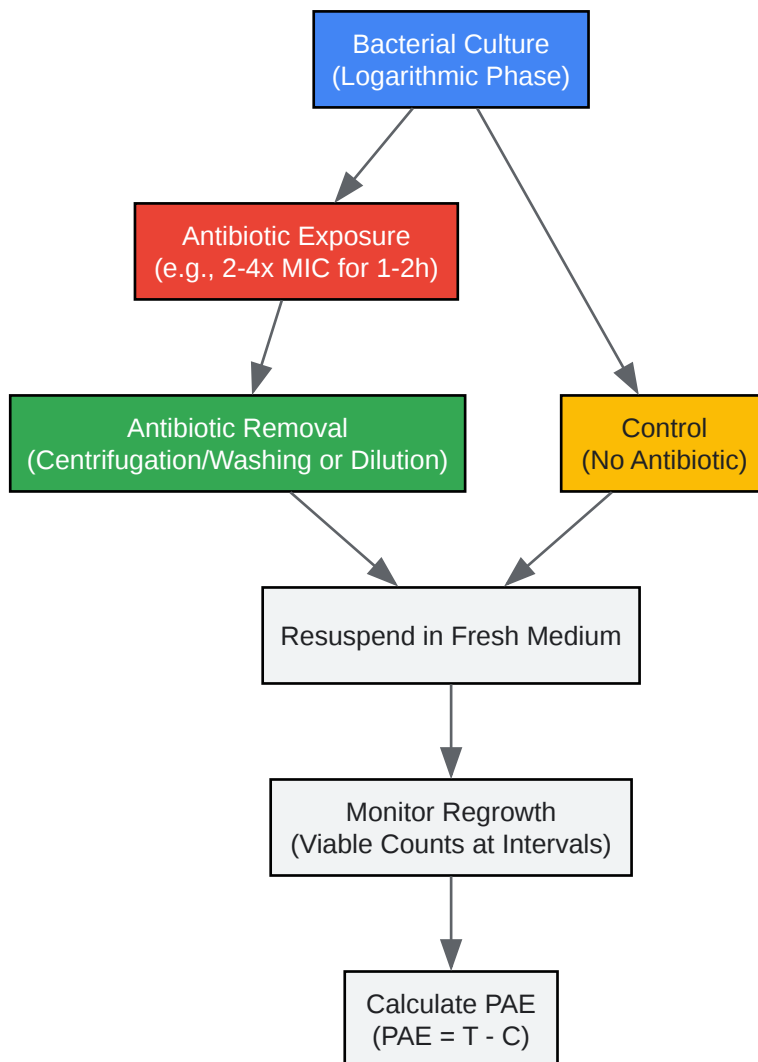 Bacterial Culture
(Logarithmic Phase)
Antibiotic Exposure
(e.g., 2-4x MIC for 1-2h)
Antibiotic Removal
(Centrifugation/Washing or Dilution)
Control
(No Antibiotic)
Resuspend in Fresh Medium
Monitor Regrowth
(Viable Counts at Intervals)
Calculate PAE
(PAE = T - C)